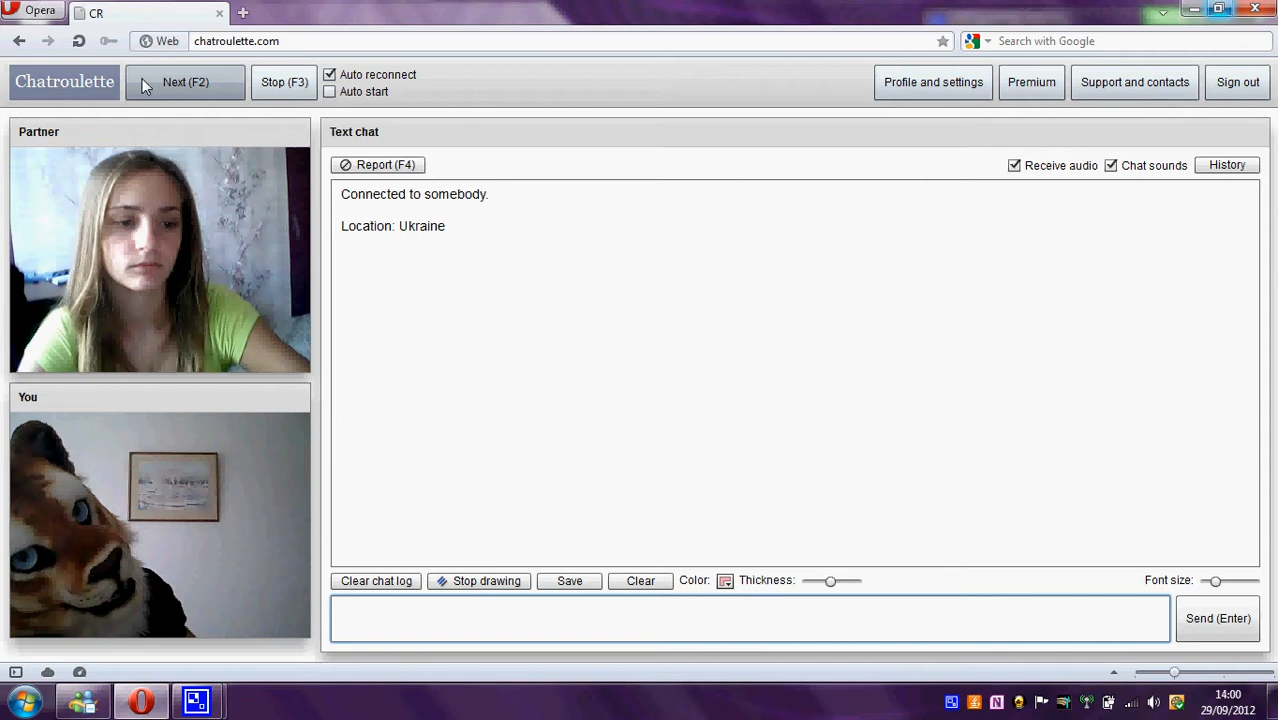 Opera
CR
Web
chatroulette.com
Search with Google
Chatroulette
Next (F2)
Stop (F3)
Auto reconnect
Auto start
Profile and settings
Premium
Support and contacts
Sign out
Partner
Text chat
Report (F4)
Receive audio
Chat sounds
History
Connected to somebody.
Location: Ukraine
You
Clear chat log
Stop drawing
Save
Clear
Color:
Thickness:
Font size:
Send (Enter)
14:00
29/09/2012